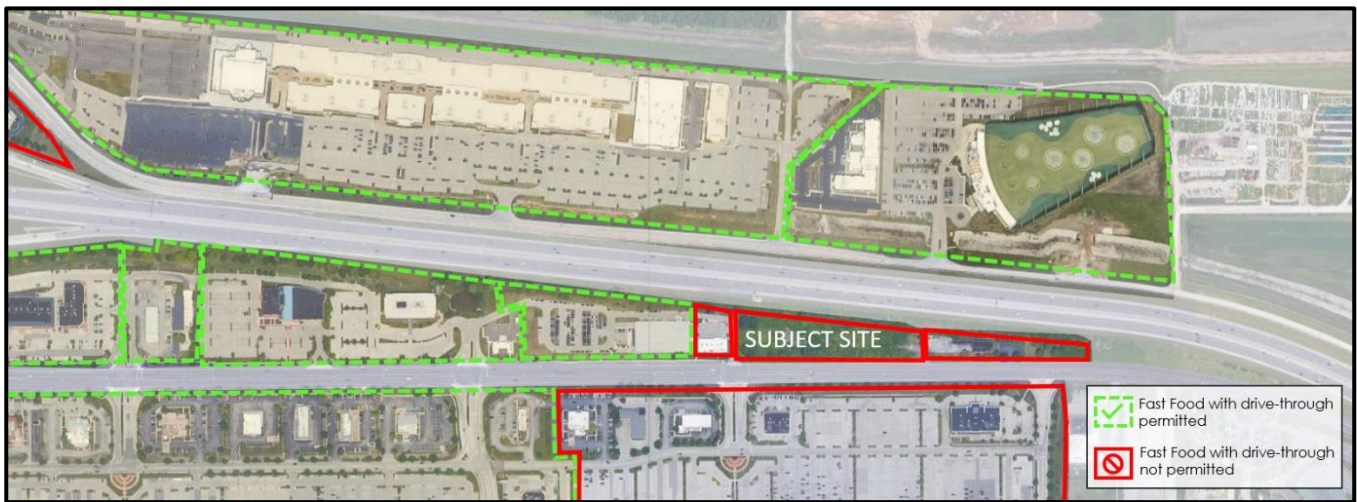 SUBJECT SITE
Fast Food with drive-through
permitted
Fast Food with drive-through
not permitted